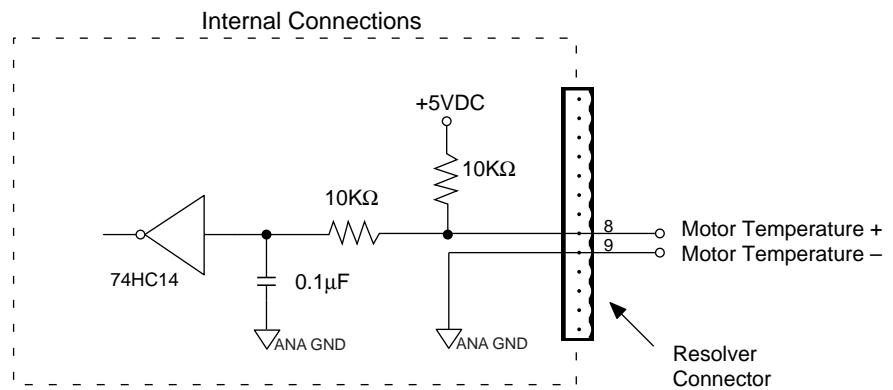 Internal Connections
+5VDC
10KΩ
10KΩ
8
Motor Temperature +
9
Motor Temperature –
74HC14
0.1µF
ANA GND
ANA GND
Resolver
Connector